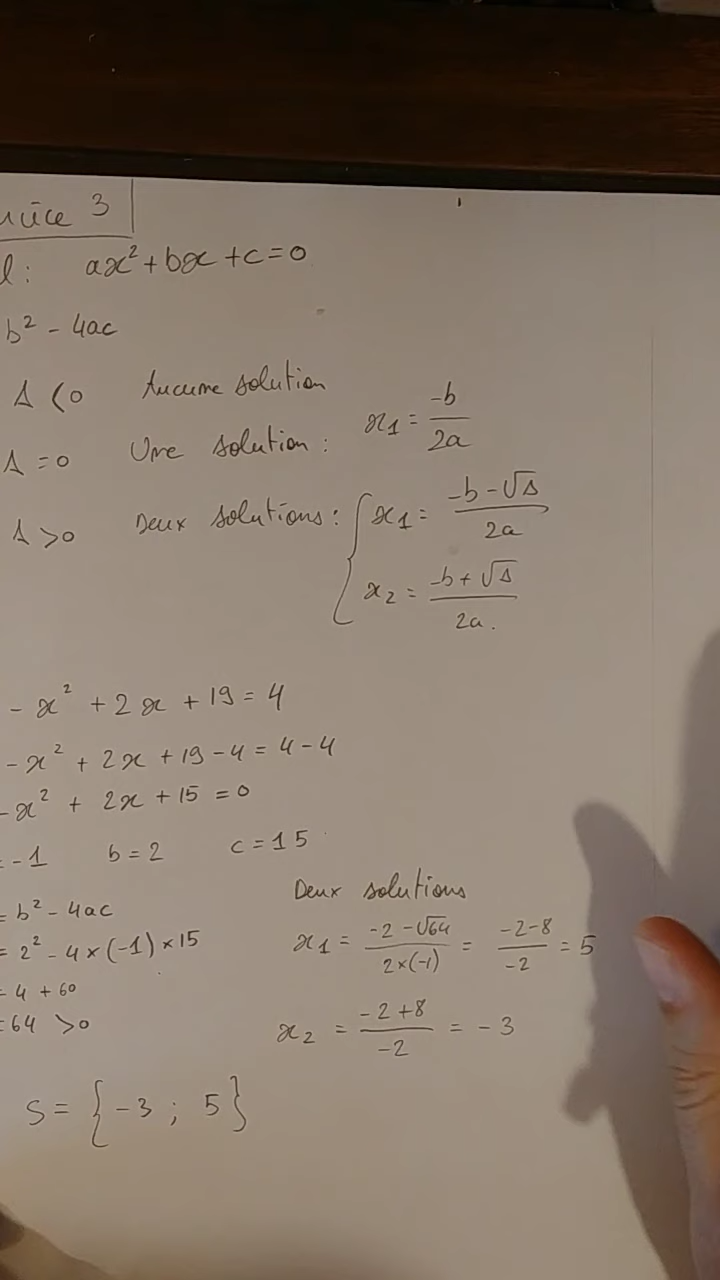 3
l: ax² + bx + c = 0
b² - 4ac
Δ < 0 Aucune solution
Δ = 0 Une solution : x1 = -b / 2a
Δ > 0 Deux solutions : { x1 = -b - √Δ / 2a
x2 = -b + √Δ / 2a.
- x² + 2x + 19 = 4
- x² + 2x + 19 - 4 = 4 - 4
- x² + 2x + 15 = 0
= -1 b = 2 c = 15
= b² - 4ac
= 2² - 4 × (-1) × 15
= 4 + 60
= 64 > 0
Deux solutions
x1 = -2 - √64 / 2×(-1) = -2-8 / -2 = 5
x2 = -2+8 / -2 = -3
S = { -3 ; 5 }